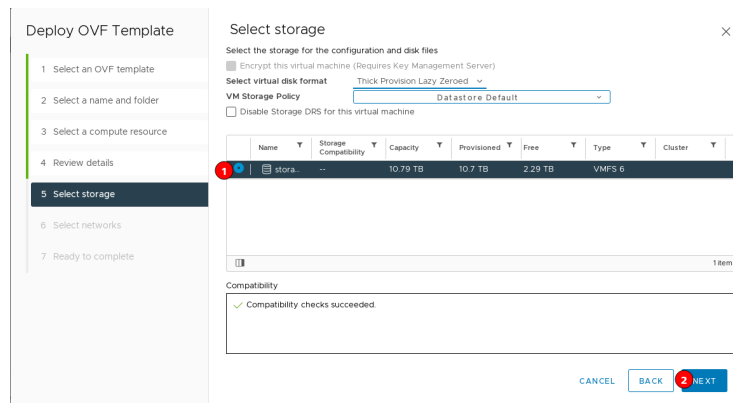 Deploy OVF Template
1 Select an OVF template
2 Select a name and folder
3 Select a compute resource
4 Review details
5 Select storage
6 Select networks
7 Ready to complete
Select storage
Select the storage for the configuration and disk files
Encrypt this virtual machine (Requires Key Management Server)
Select virtual disk format Thick Provision Lazy Zeroed
VM Storage Policy Datastore Default
Disable Storage DRS for this virtual machine
Name Storage Compatibility Capacity Provisioned Free Type Cluster
1 stora... -- 10.79 TB 10.7 TB 2.29 TB VMFS 6
1 item
Compatibility
Compatibility checks succeeded.
CANCEL BACK 2 NEXT